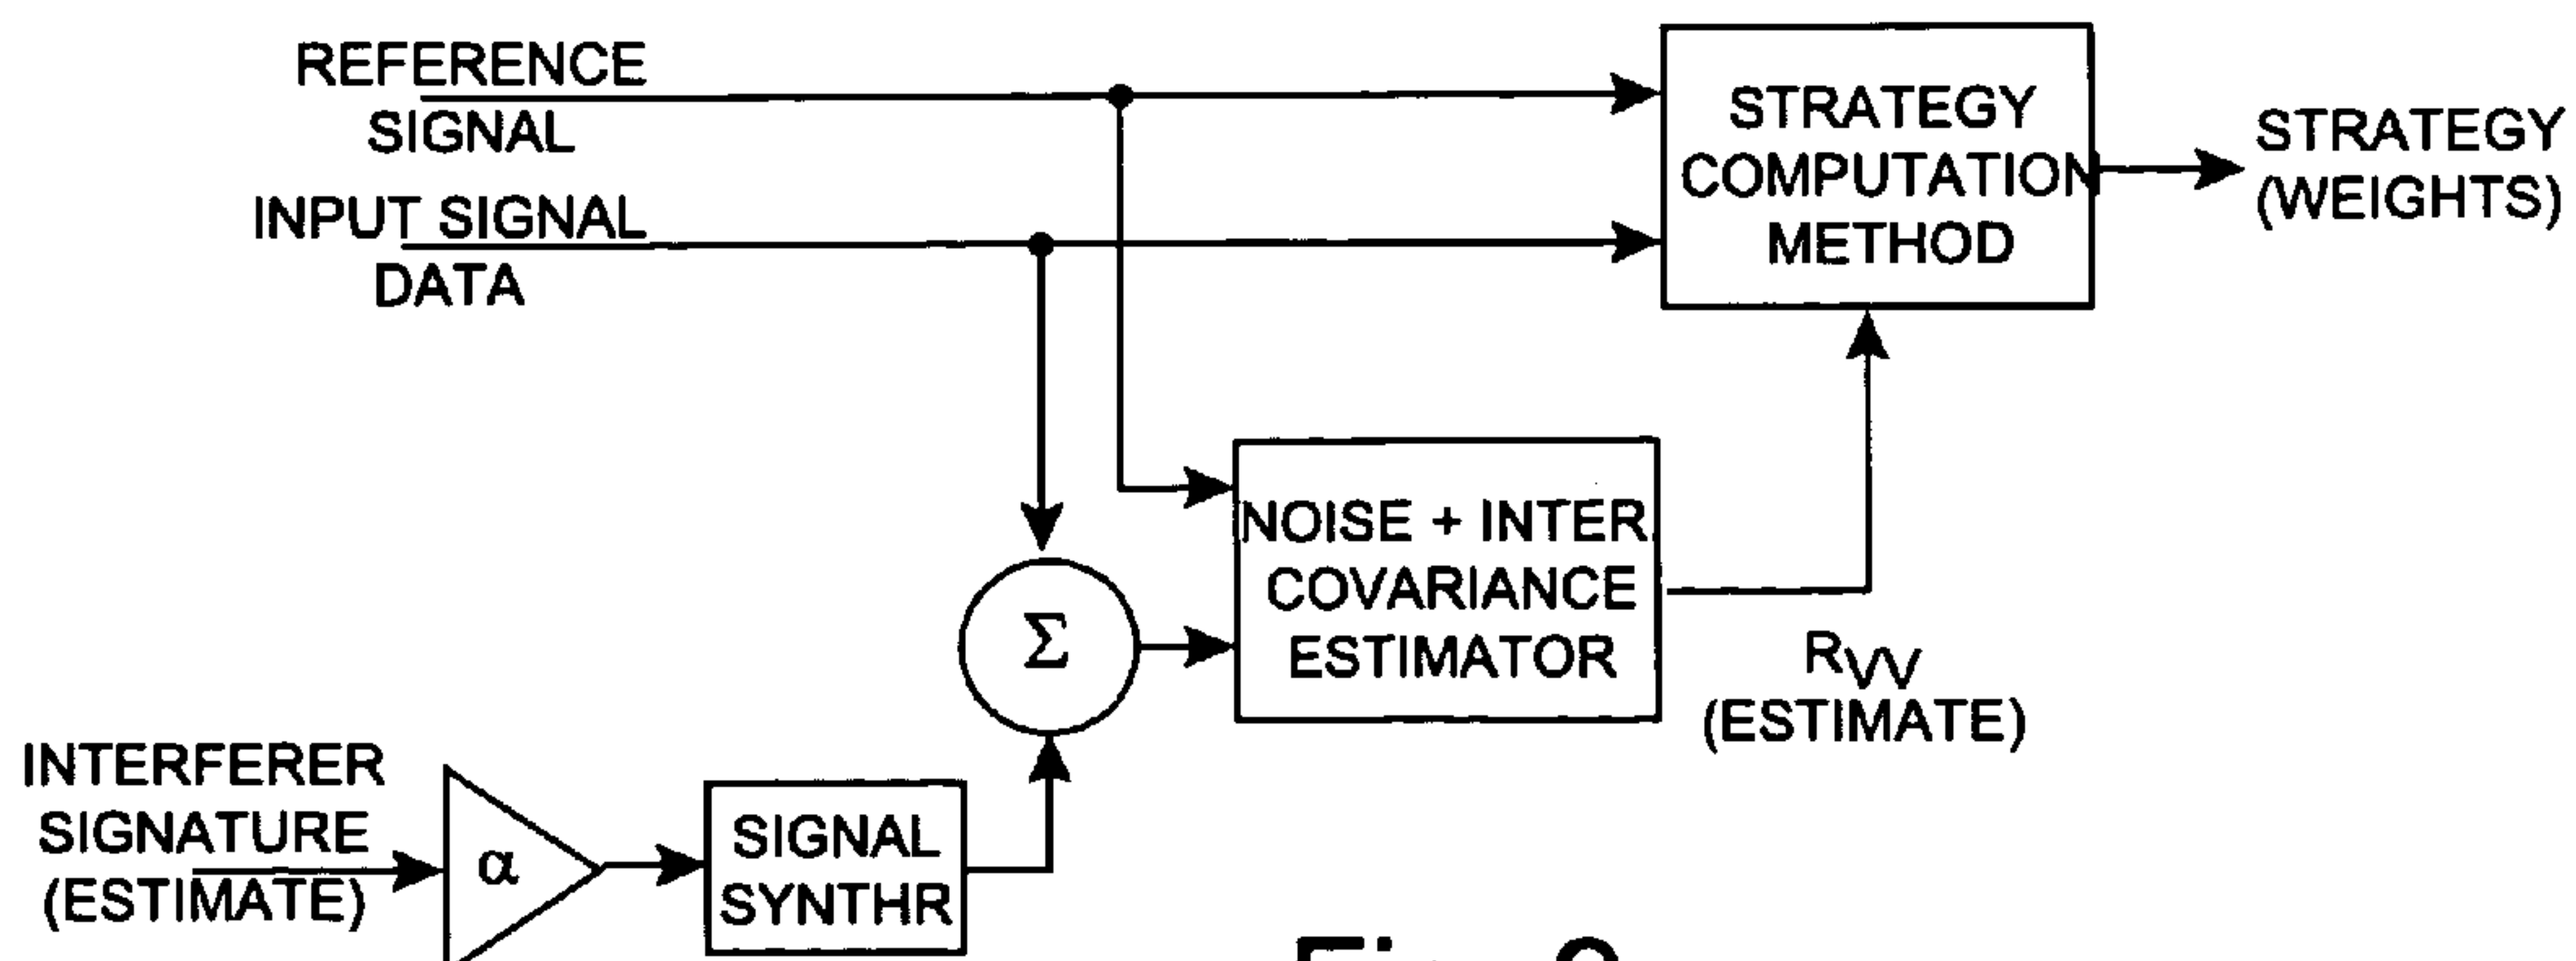 REFERENCE
SIGNAL
INPUT SIGNAL
DATA
STRATEGY
COMPUTATION
METHOD
STRATEGY
(WEIGHTS)
NOISE + INTER
COVARIANCE
ESTIMATOR
Σ
RVV
(ESTIMATE)
INTERFERER
SIGNATURE
(ESTIMATE)
α
SIGNAL
SYNTHR